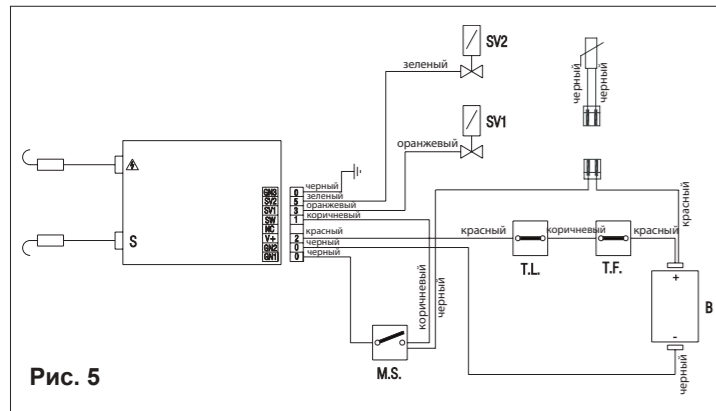 SV2
зеленый
черный
черный
SV1
оранжевый
GN3 0 черный
SV2 5 зеленый
SV1 3 оранжевый
SW 1 коричневый
NC
V+ 2 красный
GN2 0 черный
GN1 0 черный
S
красный
коричневый
красный
красный
T.L.
T.F.
коричневый
черный
+
B
-
черный
M.S.
Рис. 5